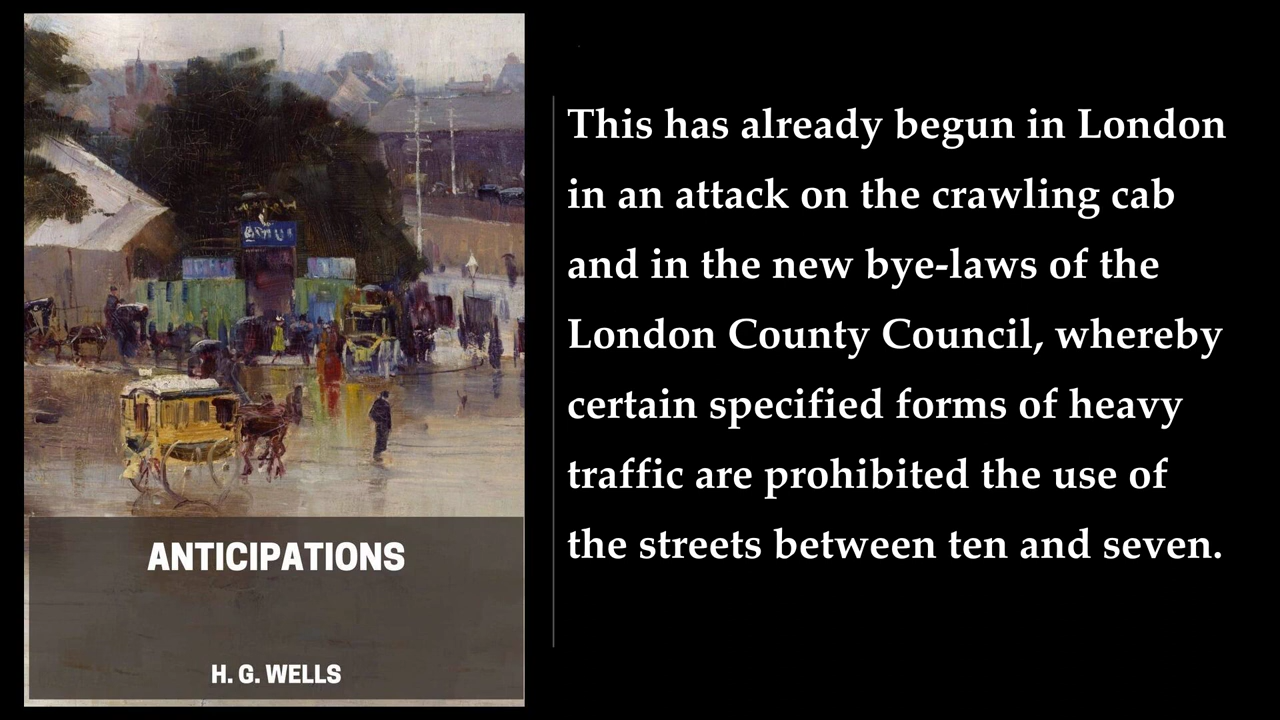 ANTICIPATIONS
H. G. WELLS
This has already begun in London
in an attack on the crawling cab
and in the new bye-laws of the
London County Council, whereby
certain specified forms of heavy
traffic are prohibited the use of
the streets between ten and seven.